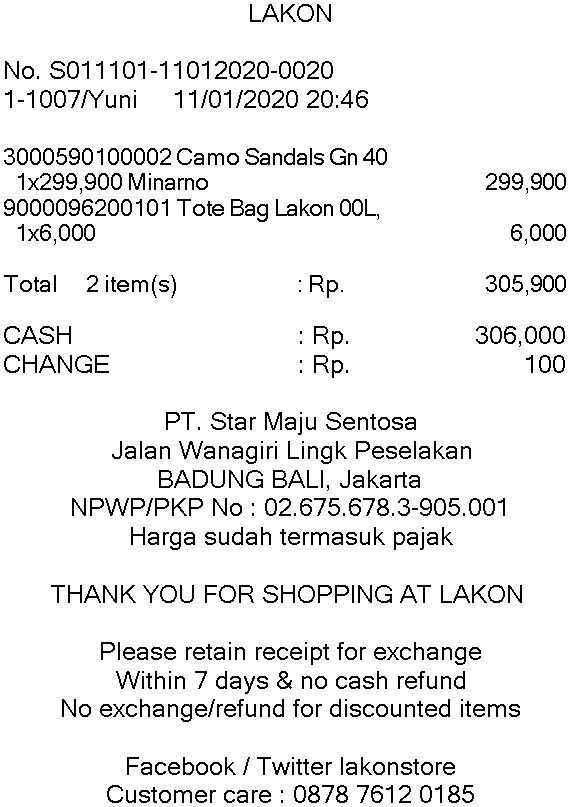 LAKON
No. S011101-11012020-0020
1-1007/Yuni 11/01/2020 20:46
3000590100002 Camo Sandals Gn 40
1x299,900 Minarno 299,900
9000096200101 Tote Bag Lakon 00L,
1x6,000 6,000
Total 2 item(s) : Rp. 305,900
CASH : Rp. 306,000
CHANGE : Rp. 100
PT. Star Maju Sentosa
Jalan Wanagiri Lingk Peselakan
BADUNG BALI, Jakarta
NPWP/PKP No : 02.675.678.3-905.001
Harga sudah termasuk pajak
THANK YOU FOR SHOPPING AT LAKON
Please retain receipt for exchange
Within 7 days & no cash refund
No exchange/refund for discounted items
Facebook / Twitter lakonstore
Customer care : 0878 7612 0185